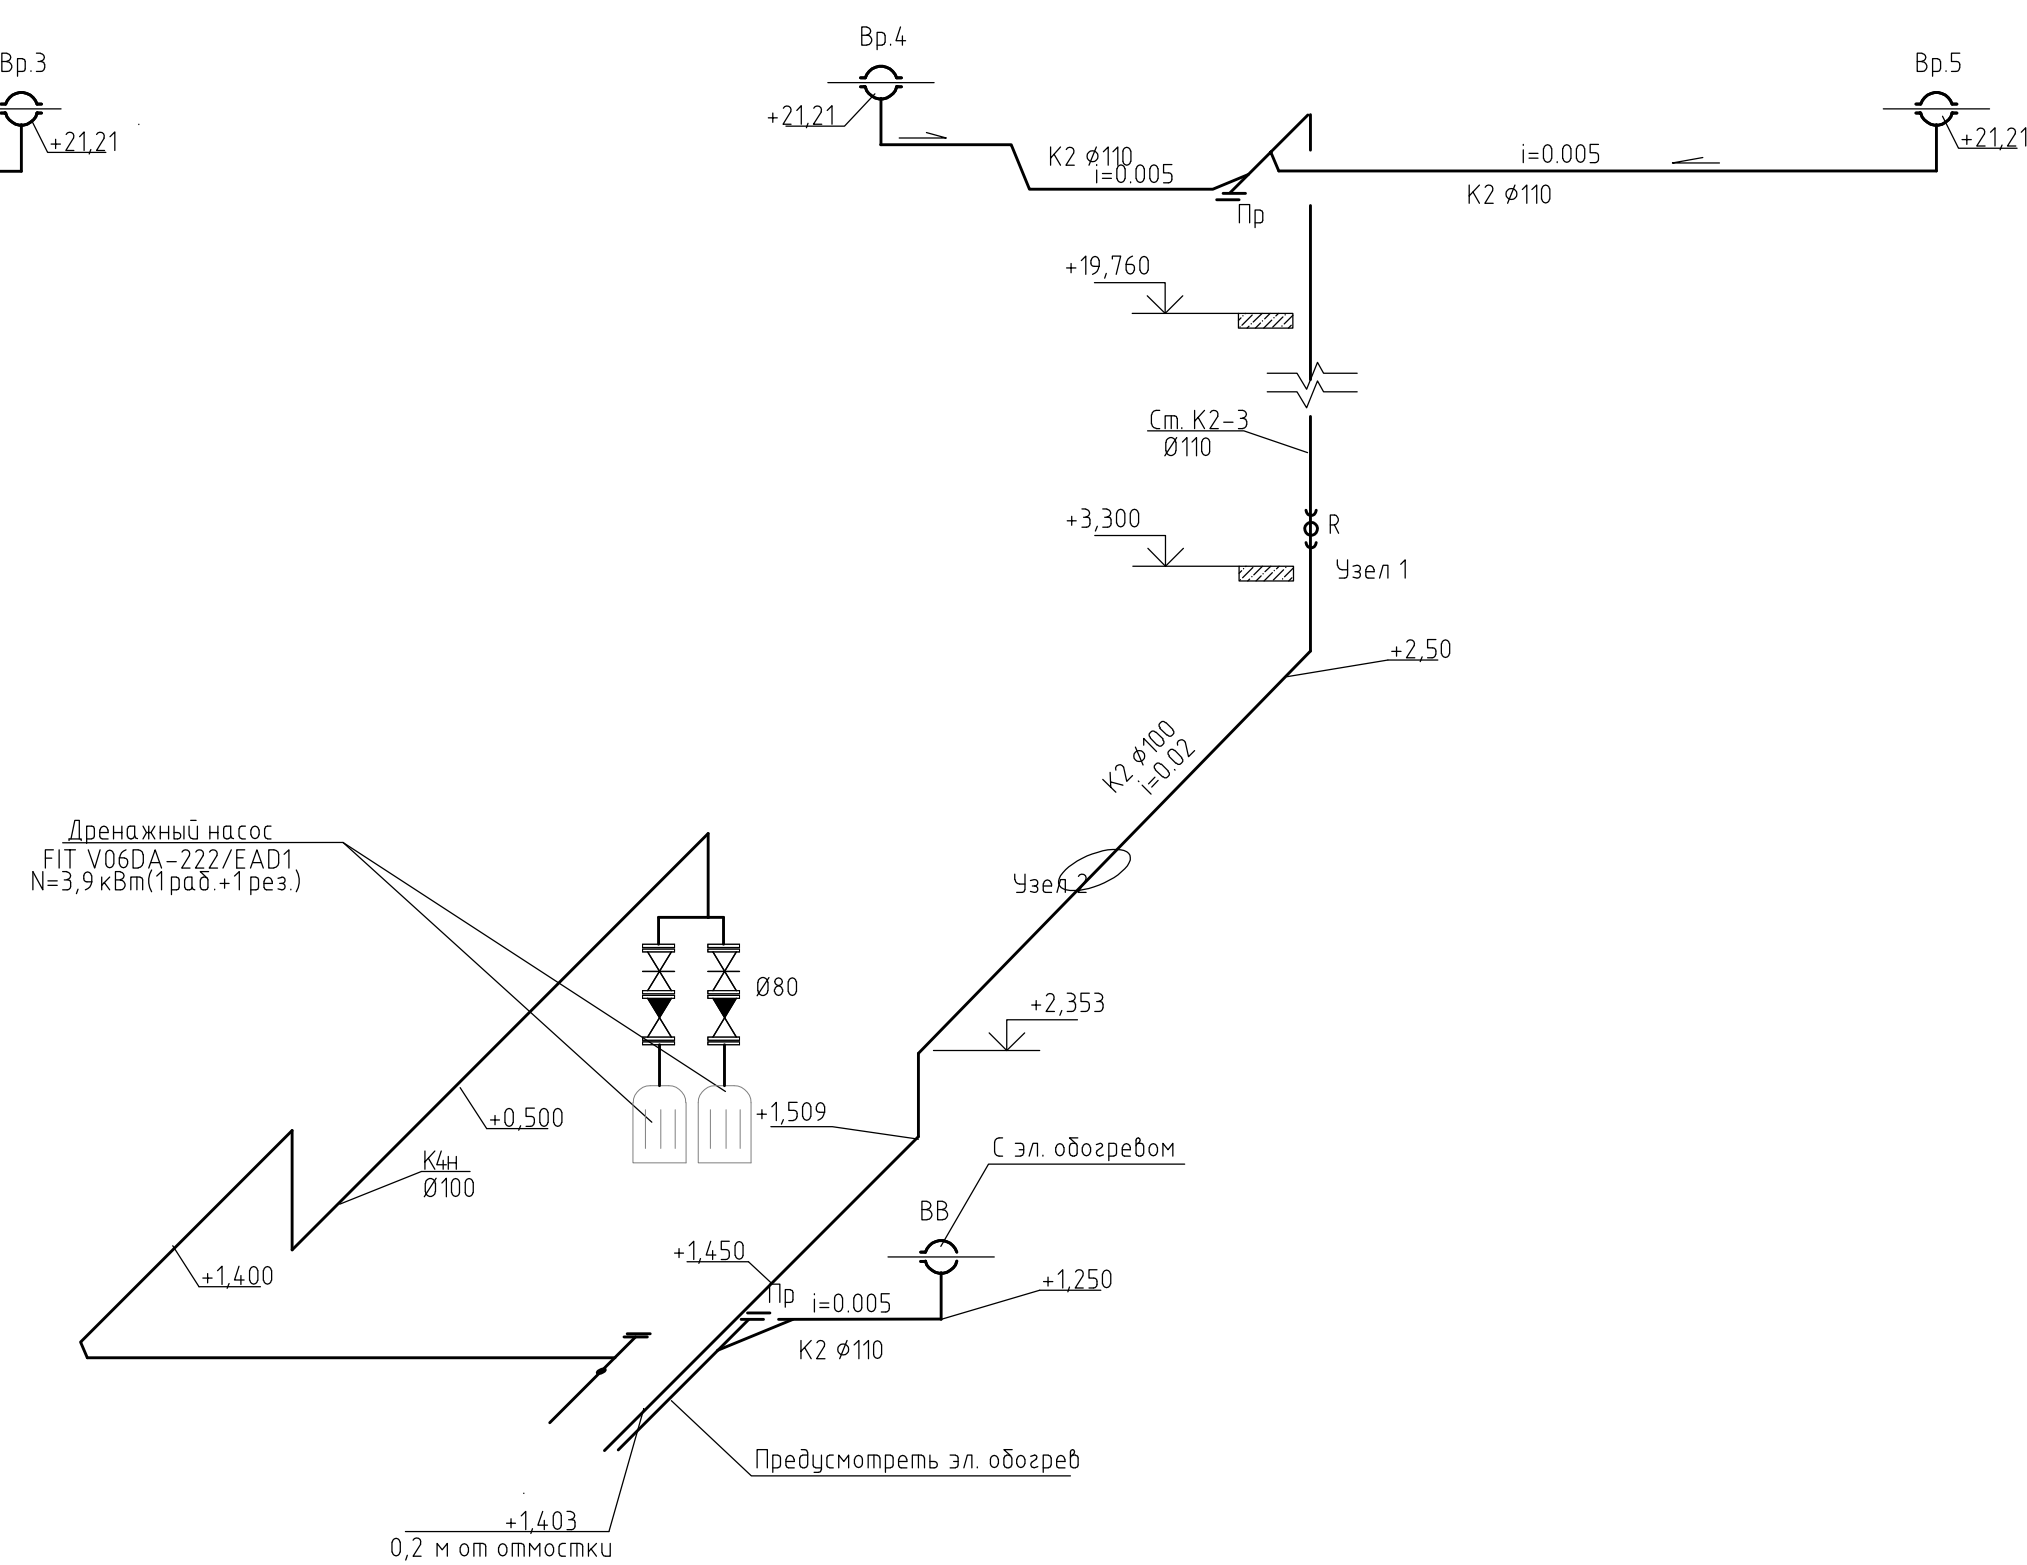 Вр.3
+21,21
Вр.4
+21,21
К2 ⌀110
i=0.005
Пр
Вр.5
+21,21
i=0.005
К2 ⌀110
+19,760
Ст. К2-3
Ø110
+3,300
R
Узел 1
+2,50
К2 ⌀100
i=0.02
Узел 2
Дренажный насос
FIT V06DA-222/EAD1
N=3,9кВт(1раб.+1рез.)
Ø80
+2,353
+0,500
+1,509
К4н
Ø100
С эл. обогревом
ВВ
+1,400
+1,450
Пр
i=0.005
+1,250
К2 ⌀110
Предусмотреть эл. обогрев
+1,403
0,2 м от отмостки